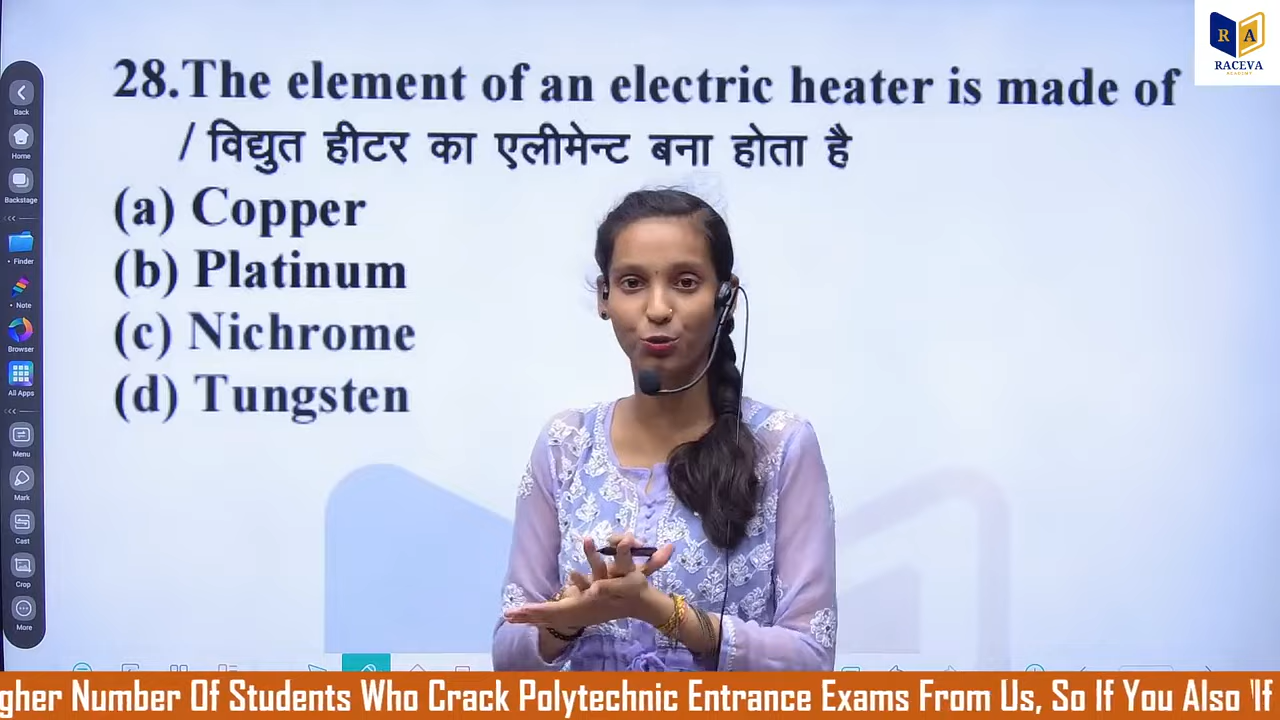 R A
RACEVA
ACADEMY
28.The element of an electric heater is made of
/ विद्युत हीटर का एलीमेन्ट बना होता है
(a) Copper
(b) Platinum
(c) Nichrome
(d) Tungsten
Back
Home
Backstage
Finder
Note
Browser
All Apps
Menu
Mark
Cast
Crop
More
gher Number Of Students Who Crack Polytechnic Entrance Exams From Us, So If You Also 'If